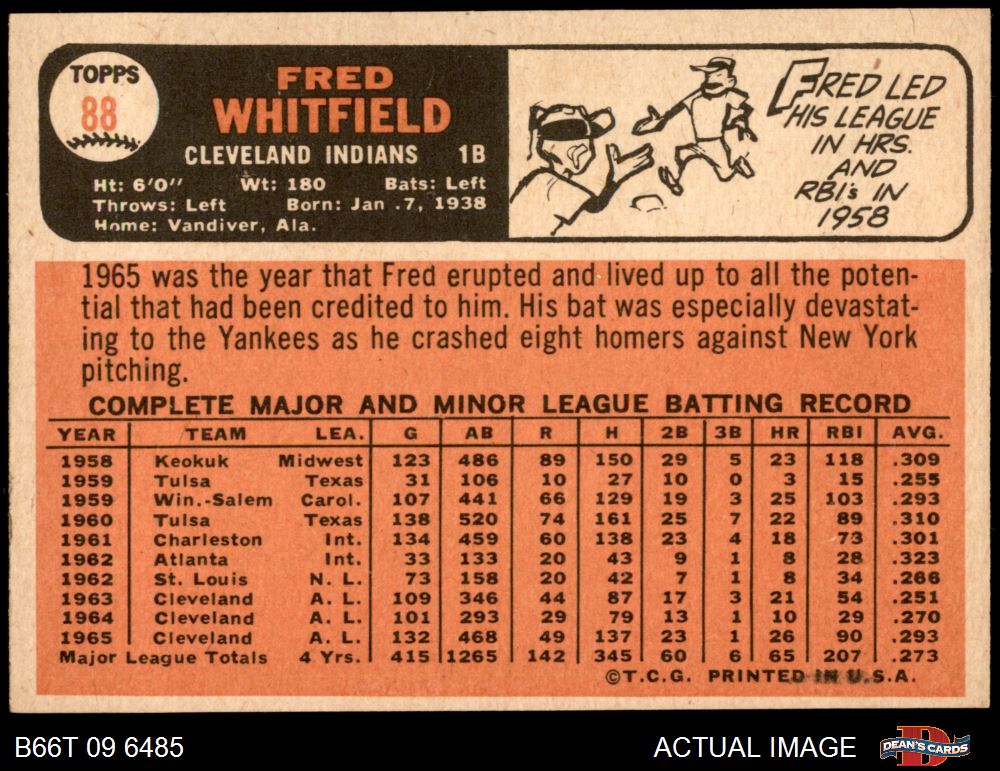 TOPPS
88
FRED
WHITFIELD
CLEVELAND INDIANS 1B
Ht: 6'0" Wt: 180 Bats: Left
Throws: Left Born: Jan .7, 1938
Home: Vandiver, Ala.
FRED LED
HIS LEAGUE
IN HRS.
AND
RBI's IN
1958
1965 was the year that Fred erupted and lived up to all the poten-
tial that had been credited to him. His bat was especially devastat-
ing to the Yankees as he crashed eight homers against New York
pitching.
COMPLETE MAJOR AND MINOR LEAGUE BATTING RECORD
YEAR TEAM LEA. G AB R H 2B 3B HR RBI AVG.
1958 Keokuk Midwest 123 486 89 150 29 5 23 118 .309
1959 Tulsa Texas 31 106 10 27 10 0 3 15 .255
1959 Win.-Salem Carol. 107 441 66 129 19 3 25 103 .293
1960 Tulsa Texas 138 520 74 161 25 7 22 89 .310
1961 Charleston Int. 134 459 60 138 23 4 18 73 .301
1962 Atlanta Int. 33 133 20 43 9 1 8 28 .323
1962 St. Louis N. L. 73 158 20 42 7 1 8 34 .266
1963 Cleveland A. L. 109 346 44 87 17 3 21 54 .251
1964 Cleveland A. L. 101 293 29 79 13 1 10 29 .270
1965 Cleveland A. L. 132 468 49 137 23 1 26 90 .293
Major League Totals 4 Yrs. 415 1265 142 345 60 6 65 207 .273
©T.C.G. PRINTED IN U.S.A.
B66T 09 6485
ACTUAL IMAGE
DEAN'S CARDS